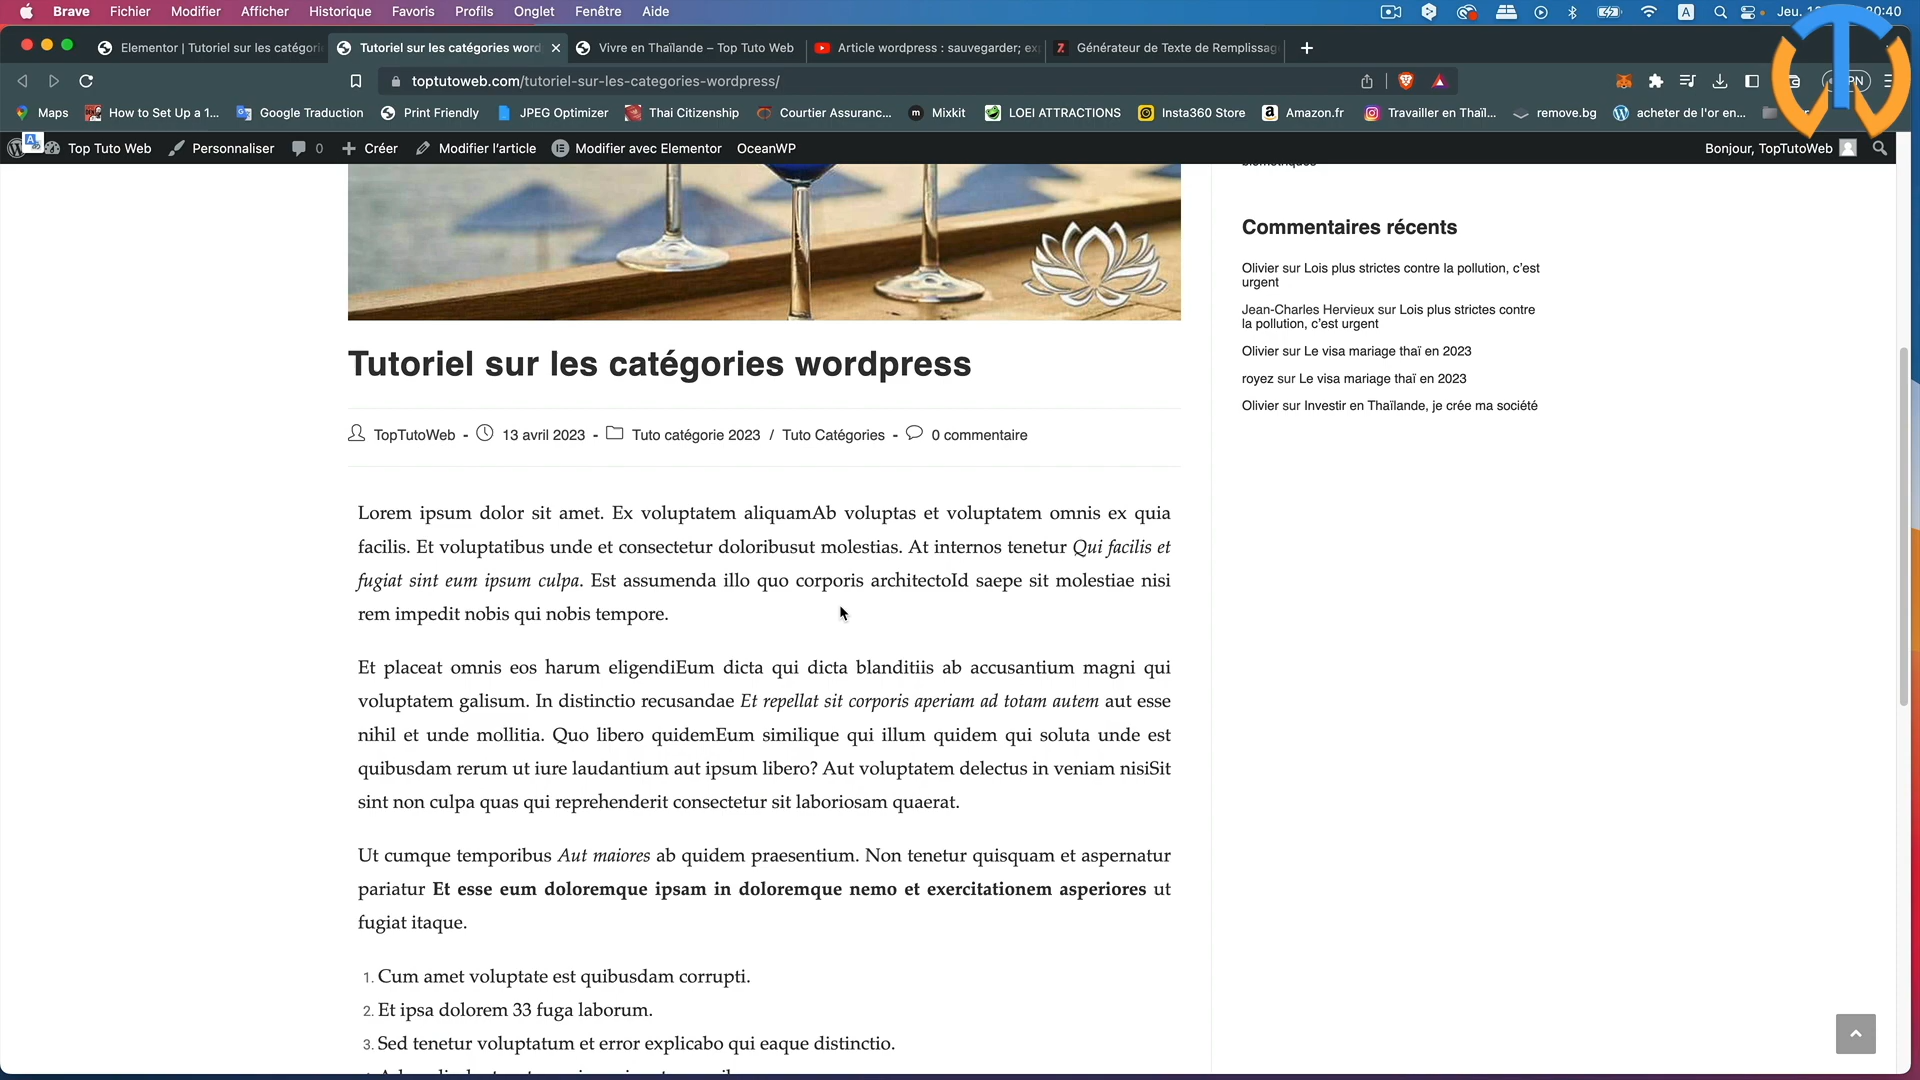 Brave Fichier Modifier Afficher Historique Favoris Profils Onglet Fenêtre Aide A Jeu. :40
Elementor | Tutoriel sur les catégori Tutoriel sur les catégories word Vivre en Thaïlande – Top Tuto Web Article wordpress : sauvegarder; ex Générateur de Texte de Remplissag
toptutoweb.com/tutoriel-sur-les-categories-wordpress/
Maps How to Set Up a 1... Google Traduction Print Friendly JPEG Optimizer Thai Citizenship Courtier Assuranc... Mixkit LOEI ATTRACTIONS Insta360 Store Amazon.fr Travailler en Thaïl... remove.bg acheter de l'or en...
Top Tuto Web Personnaliser 0 Créer Modifier l'article Modifier avec Elementor OceanWP Bonjour, TopTutoWeb
Commentaires récents
Olivier sur Lois plus strictes contre la pollution, c'est
urgent
Jean-Charles Hervieux sur Lois plus strictes contre
la pollution, c'est urgent
Olivier sur Le visa mariage thaï en 2023
royez sur Le visa mariage thaï en 2023
Olivier sur Investir en Thaïlande, je crée ma société
Tutoriel sur les catégories wordpress
TopTutoWeb - 13 avril 2023 - Tuto catégorie 2023 / Tuto Catégories - 0 commentaire
Lorem ipsum dolor sit amet. Ex voluptatem aliquamAb voluptas et voluptatem omnis ex quia
facilis. Et voluptatibus unde et consectetur doloribusut molestias. At internos tenetur Qui facilis et
fugiat sint eum ipsum culpa. Est assumenda illo quo corporis architectoId saepe sit molestiae nisi
rem impedit nobis qui nobis tempore.
Et placeat omnis eos harum eligendiEum dicta qui dicta blanditiis ab accusantium magni qui
voluptatem galisum. In distinctio recusandae Et repellat sit corporis aperiam ad totam autem aut esse
nihil et unde mollitia. Quo libero quidemEum similique qui illum quidem qui soluta unde est
quibusdam rerum ut iure laudantium aut ipsum libero? Aut voluptatem delectus in veniam nisiSit
sint non culpa quas qui reprehenderit consectetur sit laboriosam quaerat.
Ut cumque temporibus Aut maiores ab quidem praesentium. Non tenetur quisquam et aspernatur
pariatur Et esse eum doloremque ipsam in doloremque nemo et exercitationem asperiores ut
fugiat itaque.
1. Cum amet voluptate est quibusdam corrupti.
2. Et ipsa dolorem 33 fuga laborum.
3. Sed tenetur voluptatum et error explicabo qui eaque distinctio.